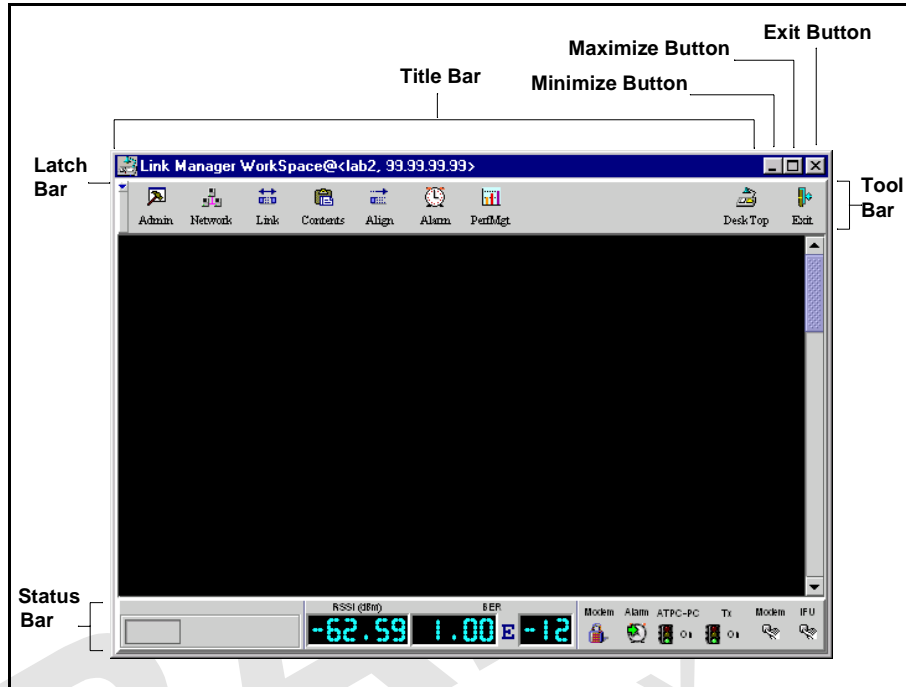 Exit Button
Maximize Button
Title Bar
Minimize Button
Latch
Bar
Link Manager WorkSpace@<lab2, 99.99.99.99>
Tool
Bar
Admin Network Link Contents Align Alarm PerfMgt Desk Top Exit
Status
Bar
RSSI (dBm) BER Modem Alarm ATPC-PC Tx Modem IFU
-62.59 1.00 E -12 On On